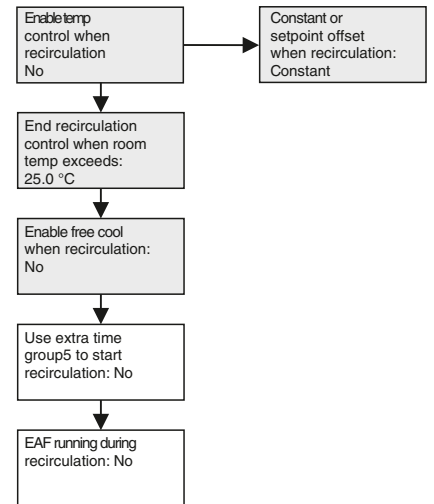 Enable temp
control when
recirculation
No
Constant or
setpoint offset
when recirculation:
Constant
End recirculation
control when room
temp exceeds:
25.0 °C
Enable free cool
when recirculation:
No
Use extra time
group5 to start
recirculation: No
EAF running during
recirculation: No